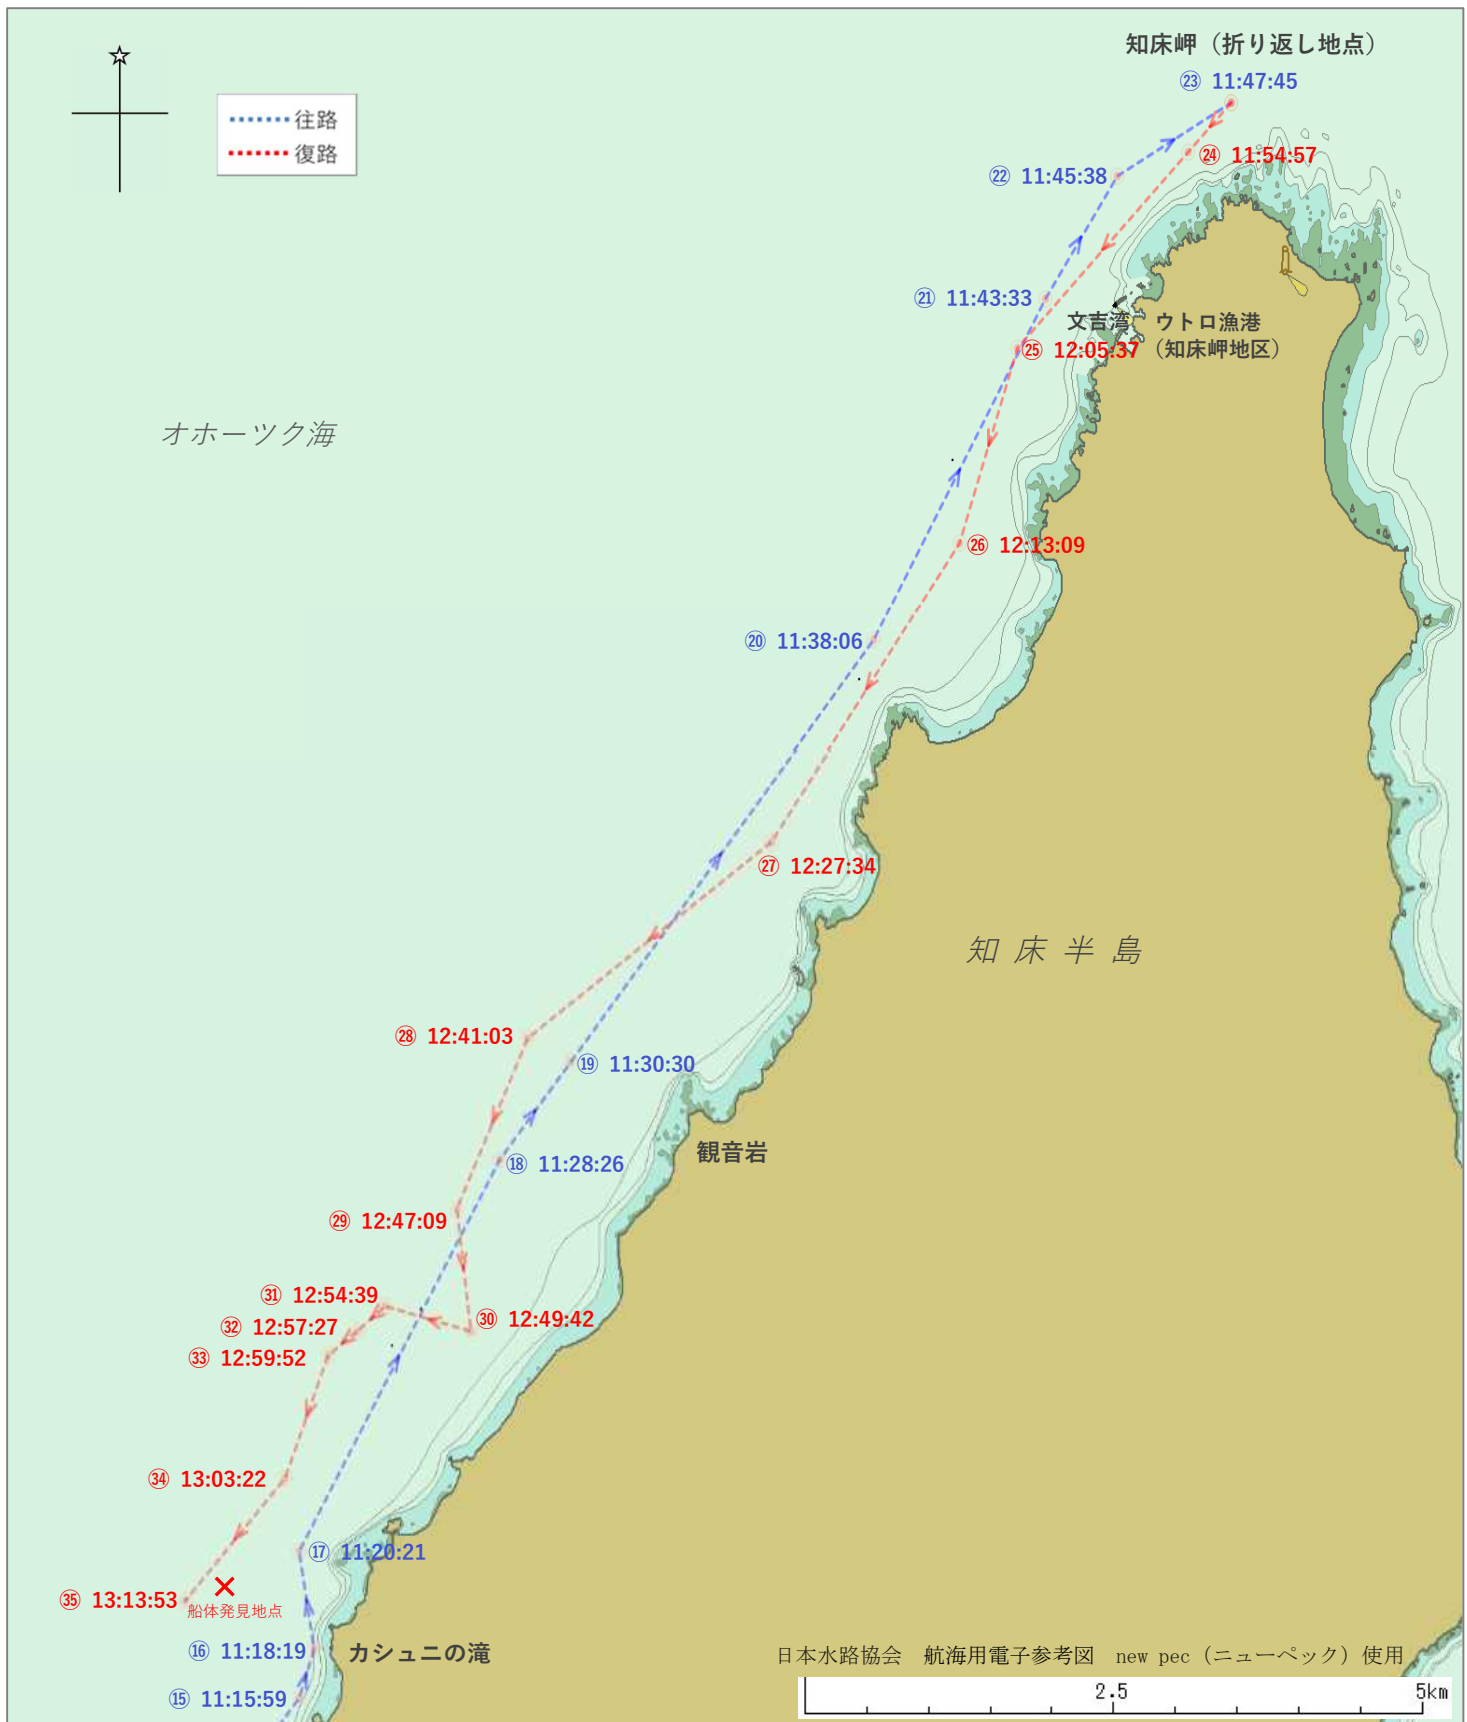 知床岬（折り返し地点）
㉓ 11:47:45
往路
復路
㉔ 11:54:57
㉒ 11:45:38
㉑ 11:43:33
文吉湾
ウトロ漁港
（知床岬地区）
㉕ 12:05:37
オホーツク海
㉖ 12:13:09
⑳ 11:38:06
㉗ 12:27:34
知床半島
㉘ 12:41:03
⑲ 11:30:30
観音岩
⑱ 11:28:26
㉙ 12:47:09
㉛ 12:54:39
㉚ 12:49:42
㉜ 12:57:27
㉝ 12:59:52
㉞ 13:03:22
⑰ 11:20:21
㉟ 13:13:53
船体発見地点
⑯ 11:18:19
カシュニの滝
日本水路協会　航海用電子参考図　new pec（ニューペック）使用
⑮ 11:15:59
2.5
5km